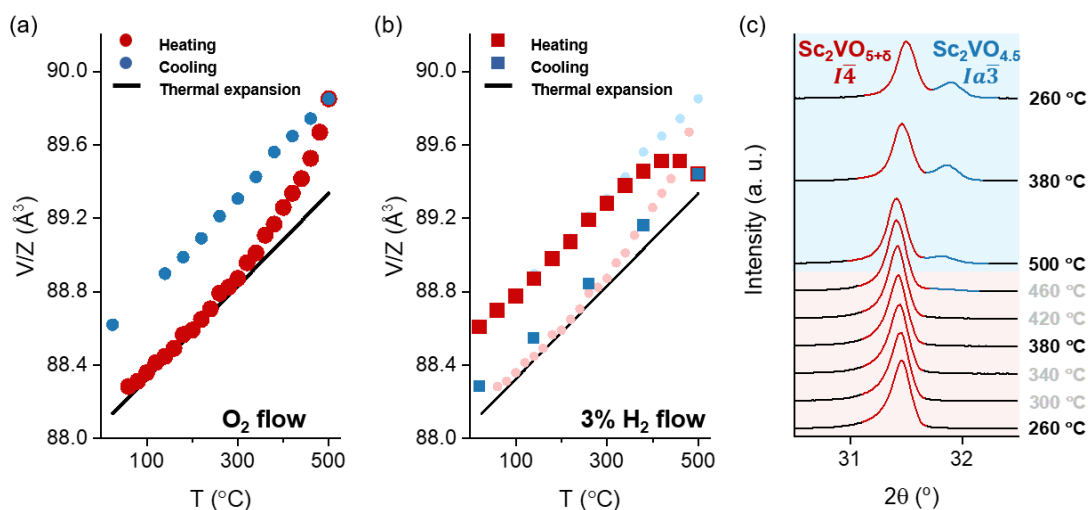 (a)
Heating
Cooling
Thermal expansion
90.0
89.6
89.2
88.8
88.4
88.0
V/Z (Å³)
O₂ flow
100 300 500
T (°C)
(b)
Heating
Cooling
Thermal expansion
90.0
89.6
89.2
88.8
88.4
88.0
V/Z (Å³)
3% H₂ flow
100 300 500
T (°C)
(c)
Sc₂VO₅₊δ Sc₂VO₄.₅
I4̅ Ia3̅
260 °C
380 °C
500 °C
460 °C
420 °C
380 °C
340 °C
300 °C
260 °C
Intensity (a. u.)
31 32
2θ (°)